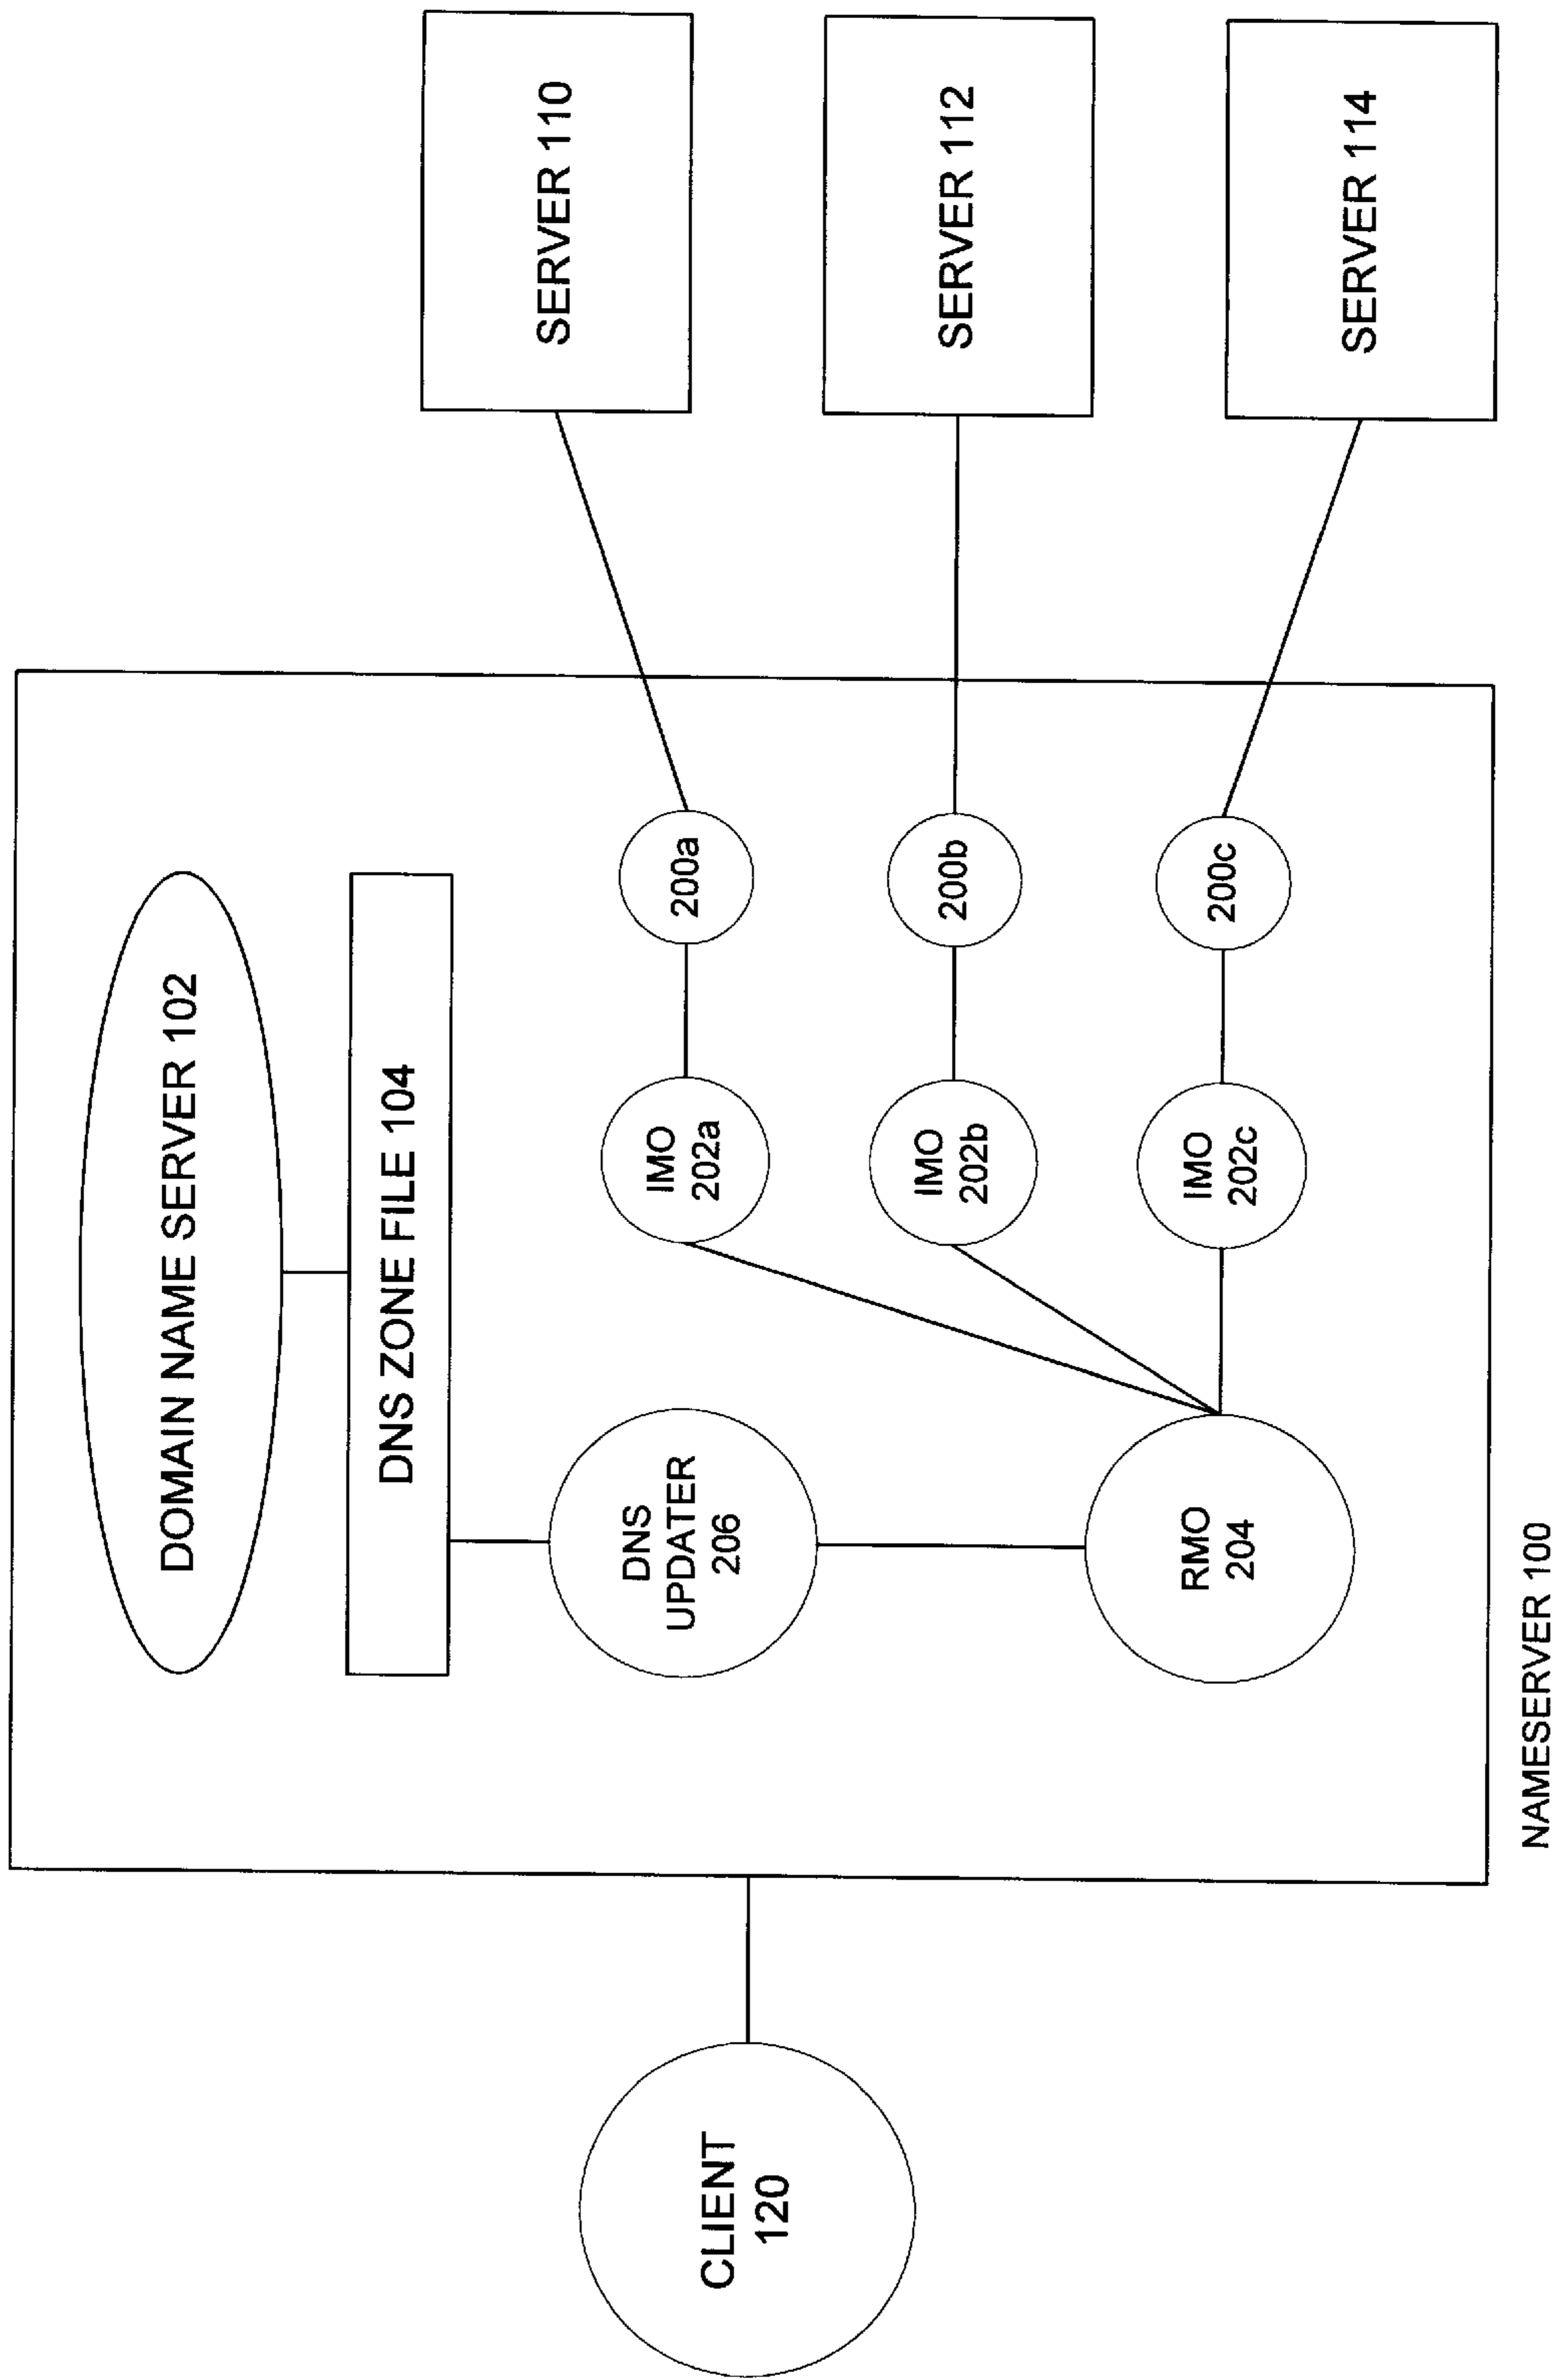 DOMAIN NAME SERVER 102
DNS ZONE FILE 104
DNS
UPDATER
206
RMO
204
IMO
202a
IMO
202b
IMO
202c
200a
200b
200c
SERVER 110
SERVER 112
SERVER 114
CLIENT
120
NAMESERVER 100